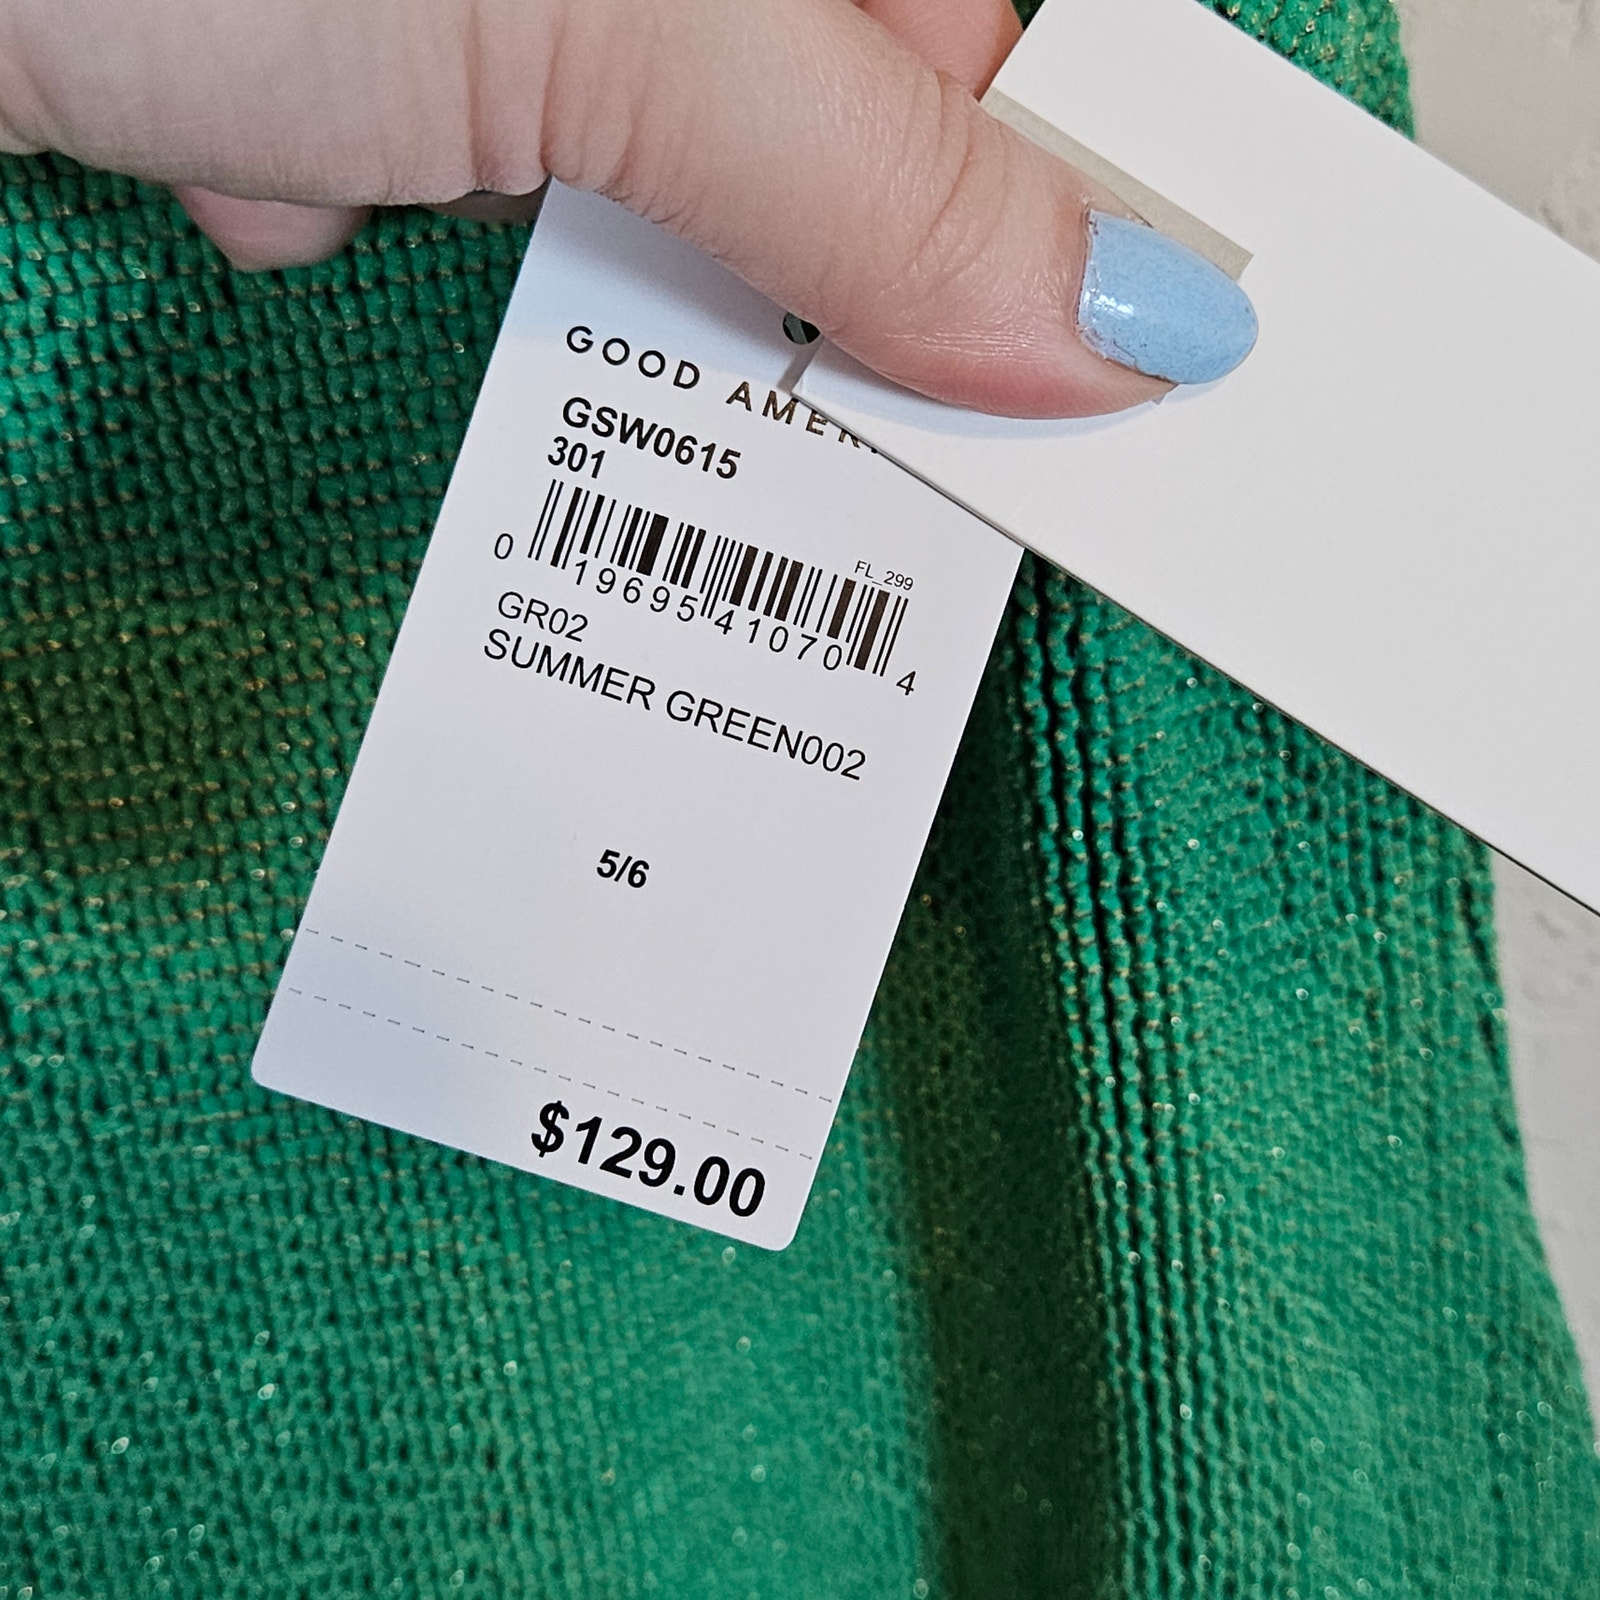 GOOD AMER
GSW0615
301
FL_299
0 19695 41070 4
GR02
SUMMER GREEN002
5/6
$129.00